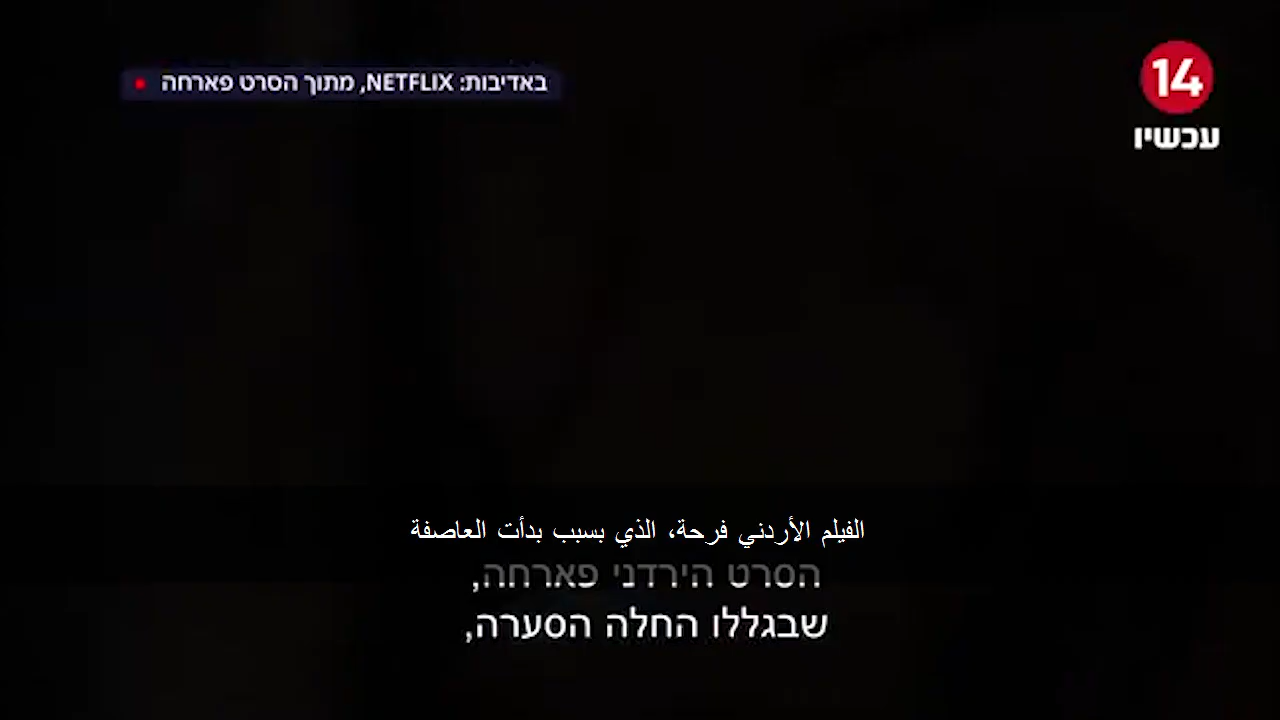 באדיבות: NETFLIX, מתוך הסרט פארחה
14
עכשיו
الفيلم الأردني فرحة، الذي بسبب بدأت العاصفة
הסרט הירדני פארחה,
שבגללו החלה הסערה,